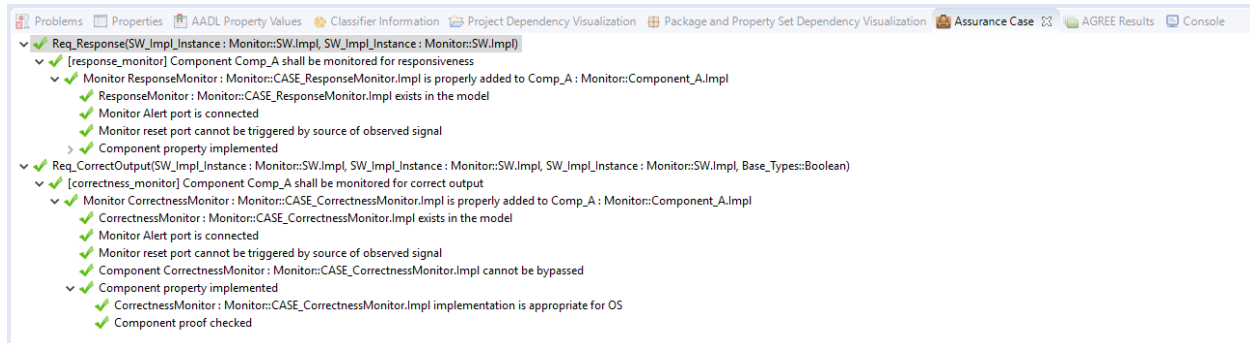 Problems Properties AADL Property Values Classifier Information Project Dependency Visualization Package and Property Set Dependency Visualization Assurance Case AGREE Results Console
Req_Response(SW_Impl_Instance : Monitor::SW.Impl, SW_Impl_Instance : Monitor::SW.Impl)
[response_monitor] Component Comp_A shall be monitored for responsiveness
Monitor ResponseMonitor : Monitor::CASE_ResponseMonitor.Impl is properly added to Comp_A : Monitor::Component_A.Impl
ResponseMonitor : Monitor::CASE_ResponseMonitor.Impl exists in the model
Monitor Alert port is connected
Monitor reset port cannot be triggered by source of observed signal
Component property implemented
Req_CorrectOutput(SW_Impl_Instance : Monitor::SW.Impl, SW_Impl_Instance : Monitor::SW.Impl, SW_Impl_Instance : Monitor::SW.Impl, Base_Types::Boolean)
[correctness_monitor] Component Comp_A shall be monitored for correct output
Monitor CorrectnessMonitor : Monitor::CASE_CorrectnessMonitor.Impl is properly added to Comp_A : Monitor::Component_A.Impl
CorrectnessMonitor : Monitor::CASE_CorrectnessMonitor.Impl exists in the model
Monitor Alert port is connected
Monitor reset port cannot be triggered by source of observed signal
Component CorrectnessMonitor : Monitor::CASE_CorrectnessMonitor.Impl cannot be bypassed
Component property implemented
CorrectnessMonitor : Monitor::CASE_CorrectnessMonitor.Impl implementation is appropriate for OS
Component proof checked